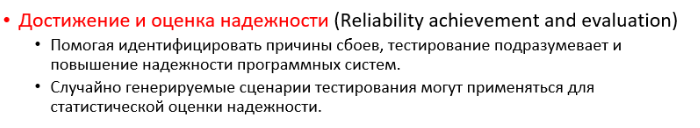 • Достижение и оценка надежности (Reliability achievement and evaluation)
• Помогая идентифицировать причины сбоев, тестирование подразумевает и
повышение надежности программных систем.
• Случайно генерируемые сценарии тестирования могут применяться для
статистической оценки надежности.